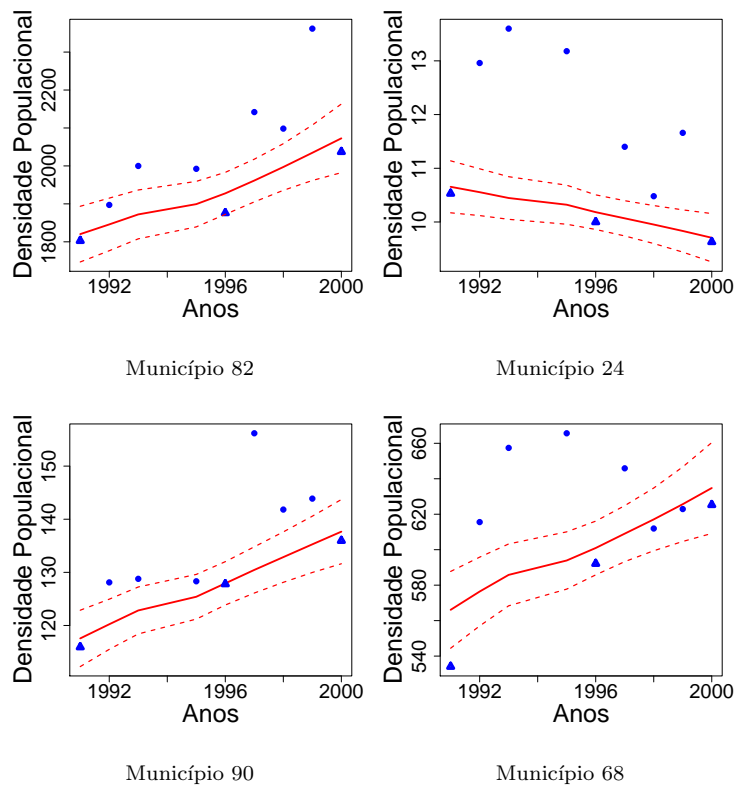 Densidade Populacional
1800 2000 2200
1992 1996 2000
Anos
Município 82
Densidade Populacional
10 11 12 13
1992 1996 2000
Anos
Município 24
Densidade Populacional
120 130 140 150
1992 1996 2000
Anos
Município 90
Densidade Populacional
540 580 620 660
1992 1996 2000
Anos
Município 68